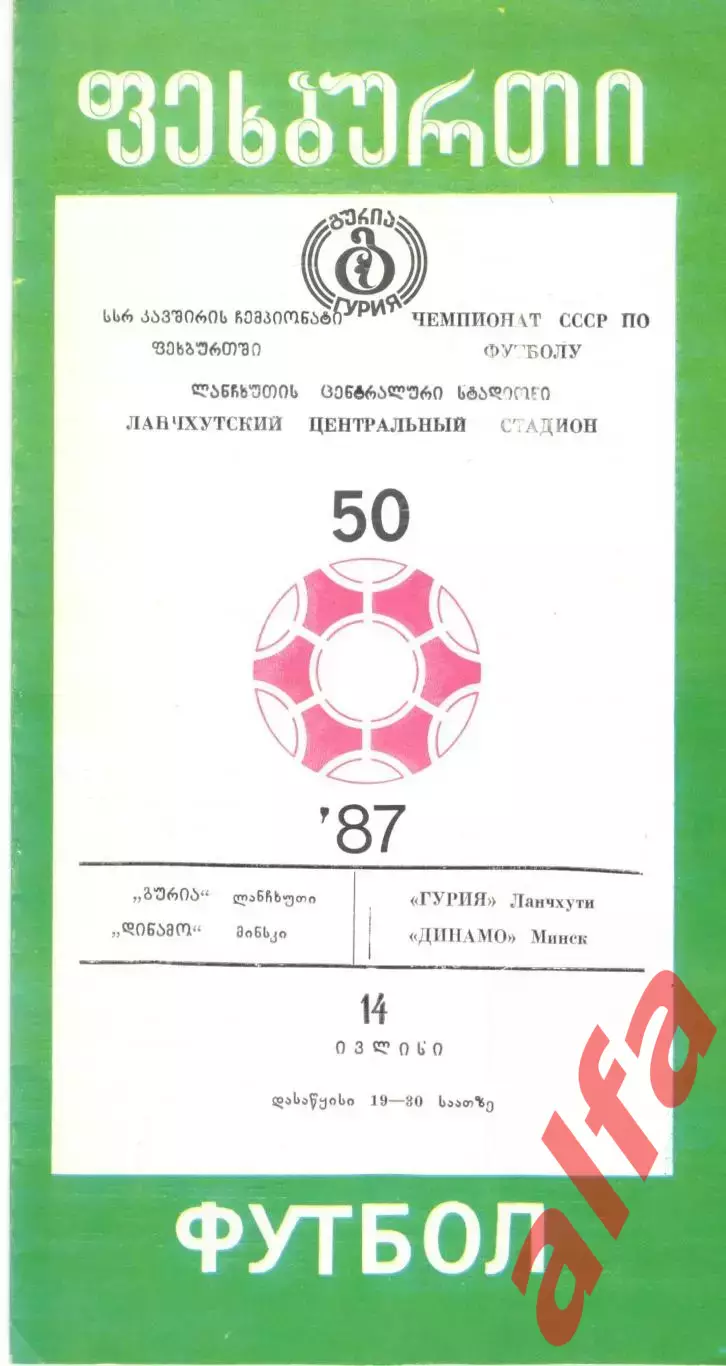 ფეხბურთი
გურია
ГУРИЯ
სსრ კავშირის ჩემპიონატი
ფეხბურთში
ЧЕМПИОНАТ СССР ПО
ФУТБОЛУ
ლანჩხუთის ცენტრალური სტადიონი
ЛАНЧХУТСКИЙ ЦЕНТРАЛЬНЫЙ СТАДИОН
50
'87
„გურია“ ლანჩხუთი
„დინამო“ მინსკი
«ГУРИЯ» Ланчхути
«ДИНАМО» Минск
14
ივლისი
დასაწყისი 19—30 საათზე
ФУТБОЛ
alfa